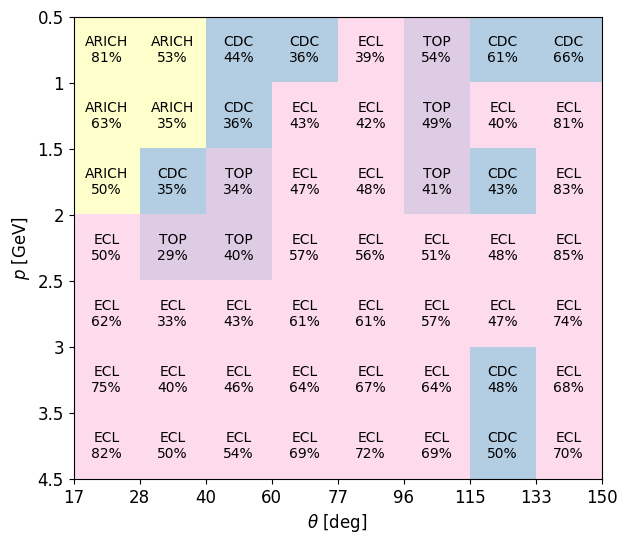 0.5
ARICH ARICH CDC CDC ECL TOP CDC CDC
81% 53% 44% 36% 39% 54% 61% 66%
1
ARICH ARICH CDC ECL ECL TOP ECL ECL
63% 35% 36% 43% 42% 49% 40% 81%
1.5
ARICH CDC TOP ECL ECL TOP CDC ECL
50% 35% 34% 47% 48% 41% 43% 83%
2
p [GeV]
ECL TOP TOP ECL ECL ECL ECL ECL
50% 29% 40% 57% 56% 51% 48% 85%
2.5
ECL ECL ECL ECL ECL ECL ECL ECL
62% 33% 43% 61% 61% 57% 47% 74%
3
ECL ECL ECL ECL ECL ECL CDC ECL
75% 40% 46% 64% 67% 64% 48% 68%
3.5
ECL ECL ECL ECL ECL ECL CDC ECL
82% 50% 54% 69% 72% 69% 50% 70%
4.5
17 28 40 60 77 96 115 133 150
θ [deg]